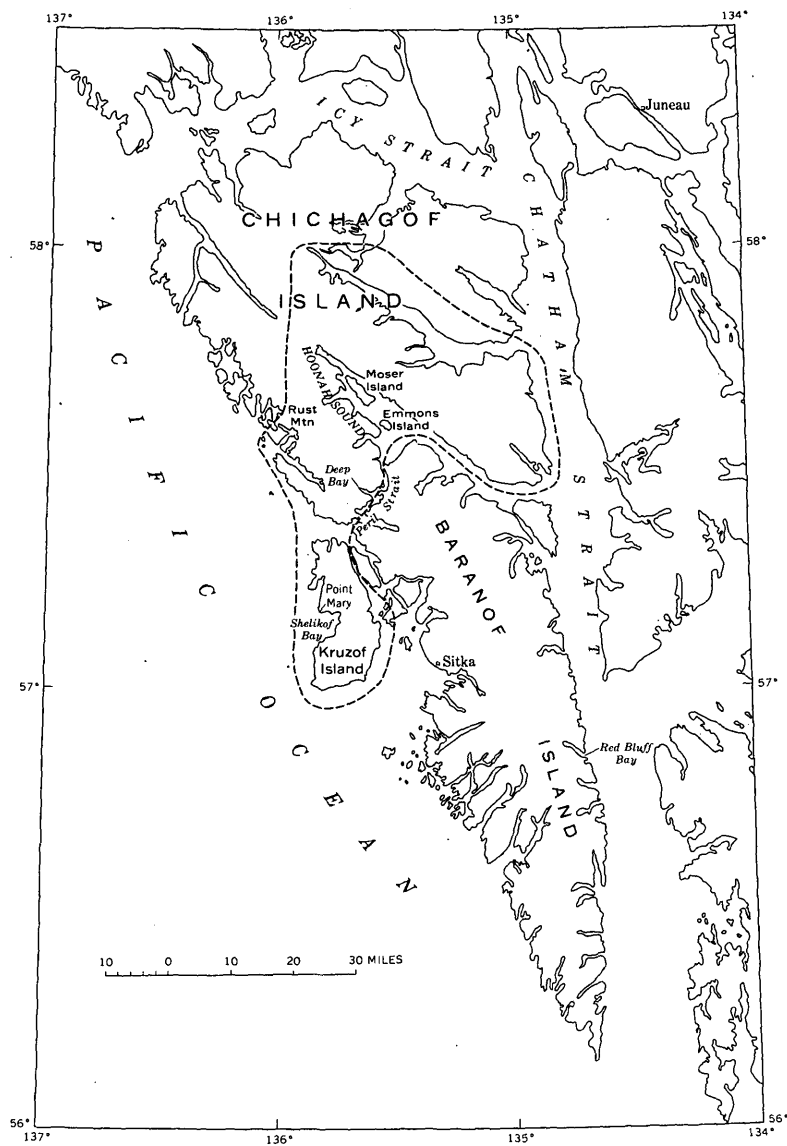 137° 136° 135° 134°
57°
Juneau
ICY STRAIT
CHATHAM STRAIT
CHICHAGOF
ISLAND
58° 58°
PACIFIC OCEAN
HOONAH SOUND
Moser
Island
Rust
Mtn
Emmons
Island
Deep
Bay
Peril Strait
BARANOF
ISLAND
Point
Mary
Shelikof
Bay
Kruzof
Island
Sitka
57° 57°
Red Bluff
Bay
10 0 10 20 30 MILES
56° 56°
137° 136° 135° 134°